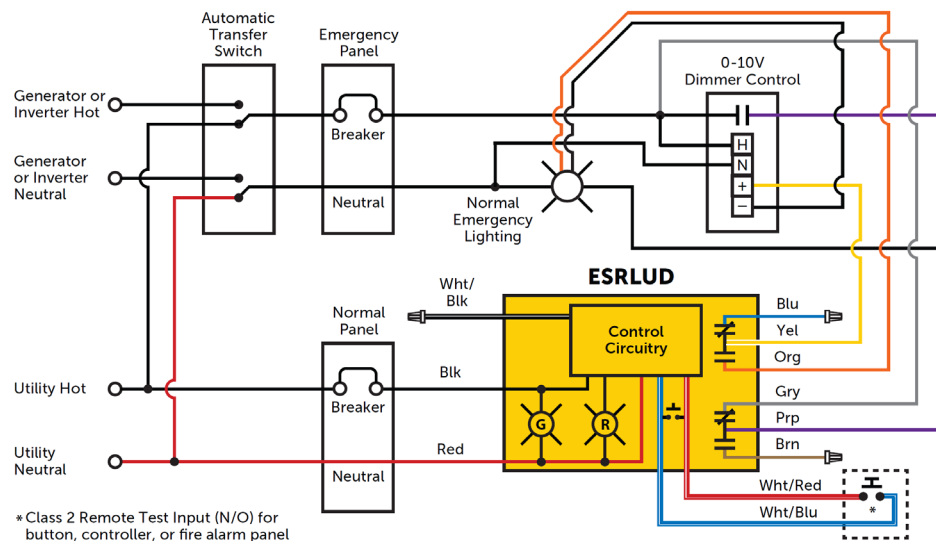 Automatic
Transfer
Switch
Emergency
Panel
0-10V
Dimmer Control
Generator or
Inverter Hot
Breaker
H
N
+
−
Generator
or Inverter
Neutral
Neutral
Normal
Emergency
Lighting
ESRLUD
Wht/
Blk
Normal
Panel
Control
Circuitry
Blu
Yel
Org
Utility Hot
Breaker
Blk
Gry
Prp
Brn
G
R
Utility
Neutral
Neutral
Red
Wht/Red
Wht/Blu
*
*Class 2 Remote Test Input (N/O) for
button, controller, or fire alarm panel